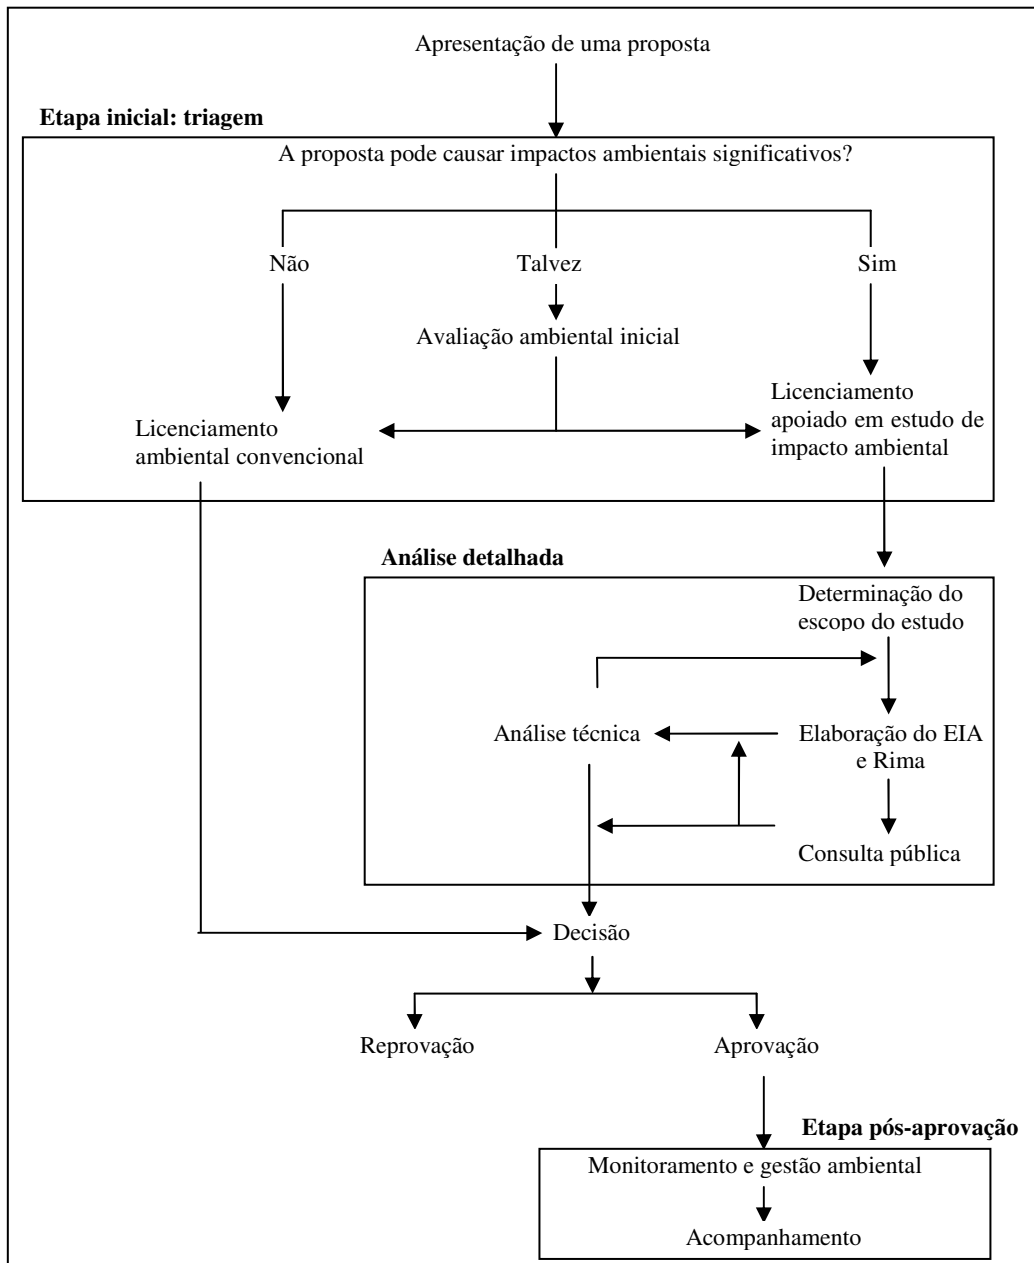 Apresentação de uma proposta
Etapa inicial: triagem
A proposta pode causar impactos ambientais significativos?
Não
Talvez
Sim
Avaliação ambiental inicial
Licenciamento
ambiental convencional
Licenciamento
apoiado em estudo de
impacto ambiental
Análise detalhada
Determinação do
escopo do estudo
Análise técnica
Elaboração do EIA
e Rima
Consulta pública
Decisão
Reprovação
Aprovação
Etapa pós-aprovação
Monitoramento e gestão ambiental
Acompanhamento